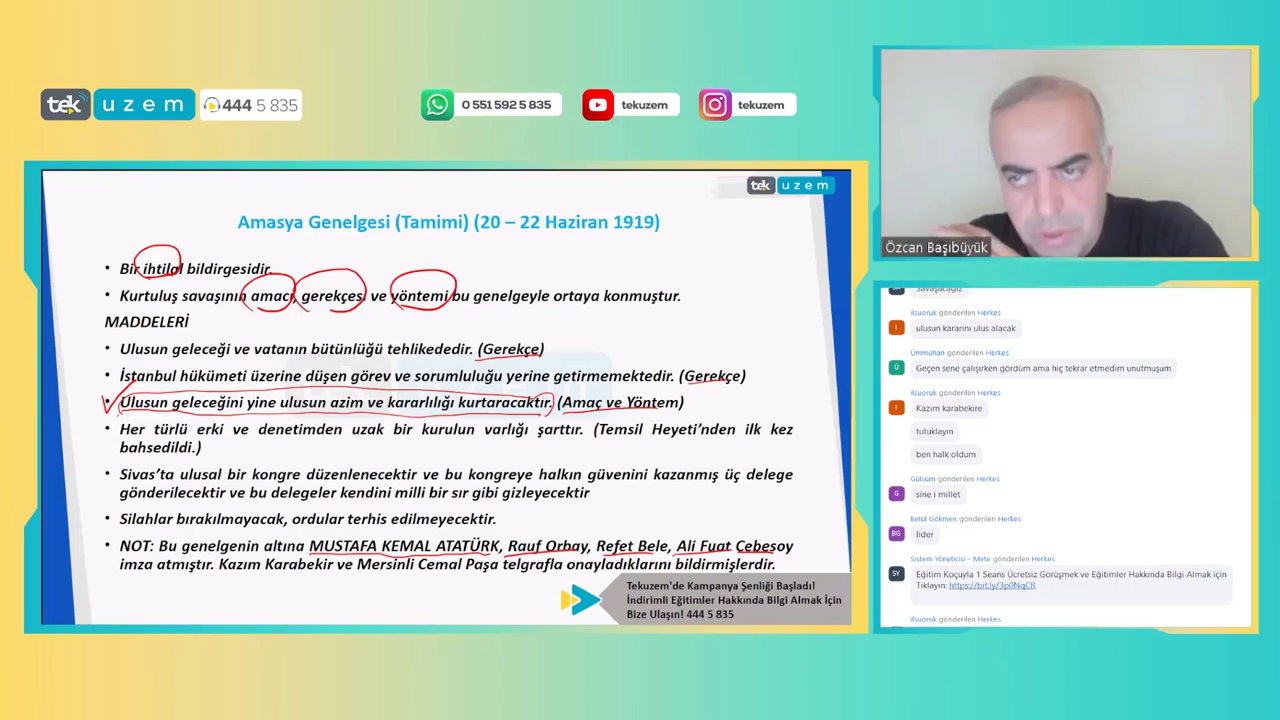 tek uzem 444 5 835
0 551 592 5 835
tekuzem
tekuzem
tek uzem
Amasya Genelgesi (Tamimi) (20 – 22 Haziran 1919)
• Bir ihtilal bildirgesidir.
• Kurtuluş savaşının amacı, gerekçesi ve yöntemi bu genelgeyle ortaya konmuştur.
MADDELERİ
• Ulusun geleceği ve vatanın bütünlüğü tehlikededir. (Gerekçe)
• İstanbul hükümeti üzerine düşen görev ve sorumluluğu yerine getirmemektedir. (Gerekçe)
• Ulusun geleceğini yine ulusun azim ve kararlılığı kurtaracaktır. (Amaç ve Yöntem)
• Her türlü erki ve denetimden uzak bir kurulun varlığı şarttır. (Temsil Heyeti’nden ilk kez
bahsedildi.)
• Sivas’ta ulusal bir kongre düzenlenecektir ve bu kongreye halkın güvenini kazanmış üç delege
gönderilecektir ve bu delegeler kendini milli bir sır gibi gizleyecektir
• Silahlar bırakılmayacak, ordular terhis edilmeyecektir.
• NOT: Bu genelgenin altına MUSTAFA KEMAL ATATÜRK, Rauf Orbay, Refet Bele, Ali Fuat Cebesoy
imza atmıştır. Kazım Karabekir ve Mersinli Cemal Paşa telgrafla onayladıklarını bildirmişlerdir.
Tekuzem'de Kampanya Şenliği Başladı!
İndirimli Eğitimler Hakkında Bilgi Almak İçin
Bize Ulaşın! 444 5 835
Özcan Başıbüyük
Savaşacağız
ilsuoruk gönderilen Herkes
I ulusun kararını ulus alacak
Ümmühan gönderilen Herkes
Ü Geçen sene çalışırken gördüm ama hiç tekrar etmedim unutmuşum
ilsuoruk gönderilen Herkes
I Kazım karabekire
tutuklayın
ben halk oldum
Gülsüm gönderilen Herkes
G sine i millet
Betül Gökmen gönderilen Herkes
BG lider
Sistem Yöneticisi - Mete gönderilen Herkes
SY Eğitim Koçuyla 1 Seans Ücretsiz Görüşmek ve Eğitimler Hakkında Bilgi Almak için
Tıklayın: https://bit.ly/3p0NqCR
ilsuoruk gönderilen Herkes